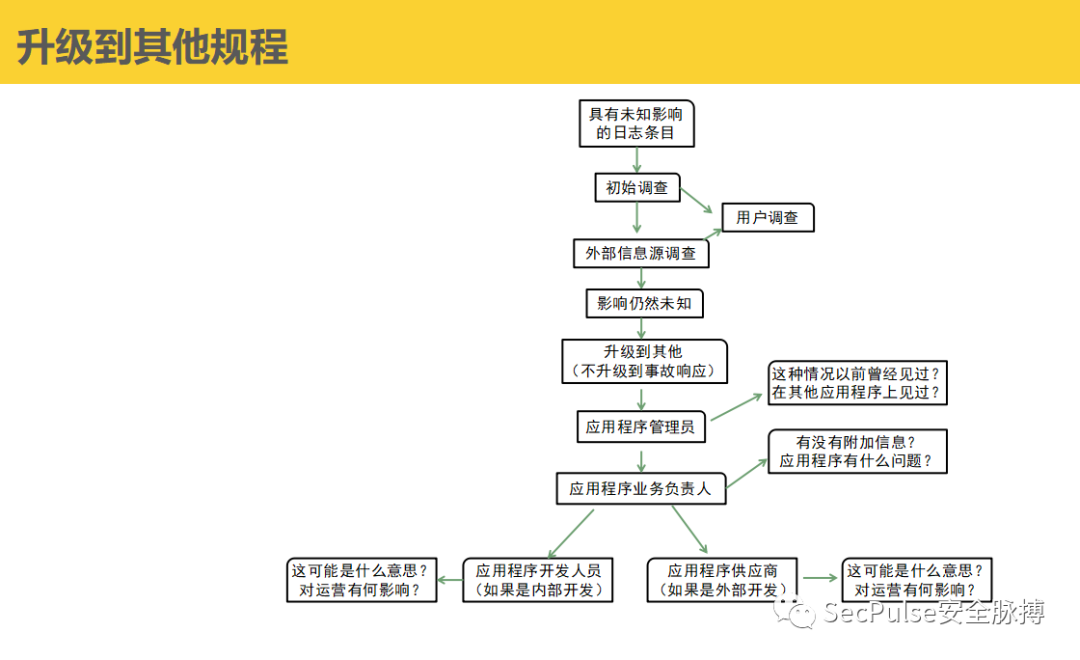 升级到其他规程
具有未知影响
的日志条目
初始调查
用户调查
外部信息源调查
影响仍然未知
升级到其他
（不升级到事故响应）
这种情况以前曾经见过？
在其他应用程序上见过？
应用程序管理员
有没有附加信息？
应用程序有什么问题？
应用程序业务负责人
这可能是什么意思？
对运营有何影响？
应用程序开发人员
（如果是内部开发）
应用程序供应商
（如果是外部开发）
这可能是什么意思？
对运营有何影响？
SecPulse安全脉搏